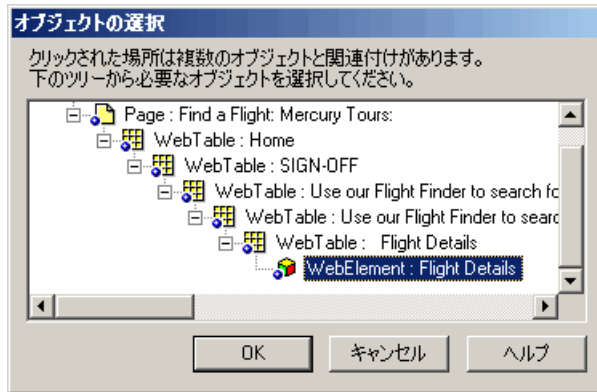 オブジェクトの選択
クリックされた場所は複数のオブジェクトと関連付けがあります。
下のツリーから必要なオブジェクトを選択してください。
Page : Find a Flight: Mercury Tours:
WebTable : Home
WebTable : SIGN-OFF
WebTable : Use our Flight Finder to search fo
WebTable : Use our Flight Finder to searc
WebTable : Flight Details
WebElement : Flight Details
OK キャンセル ヘルプ